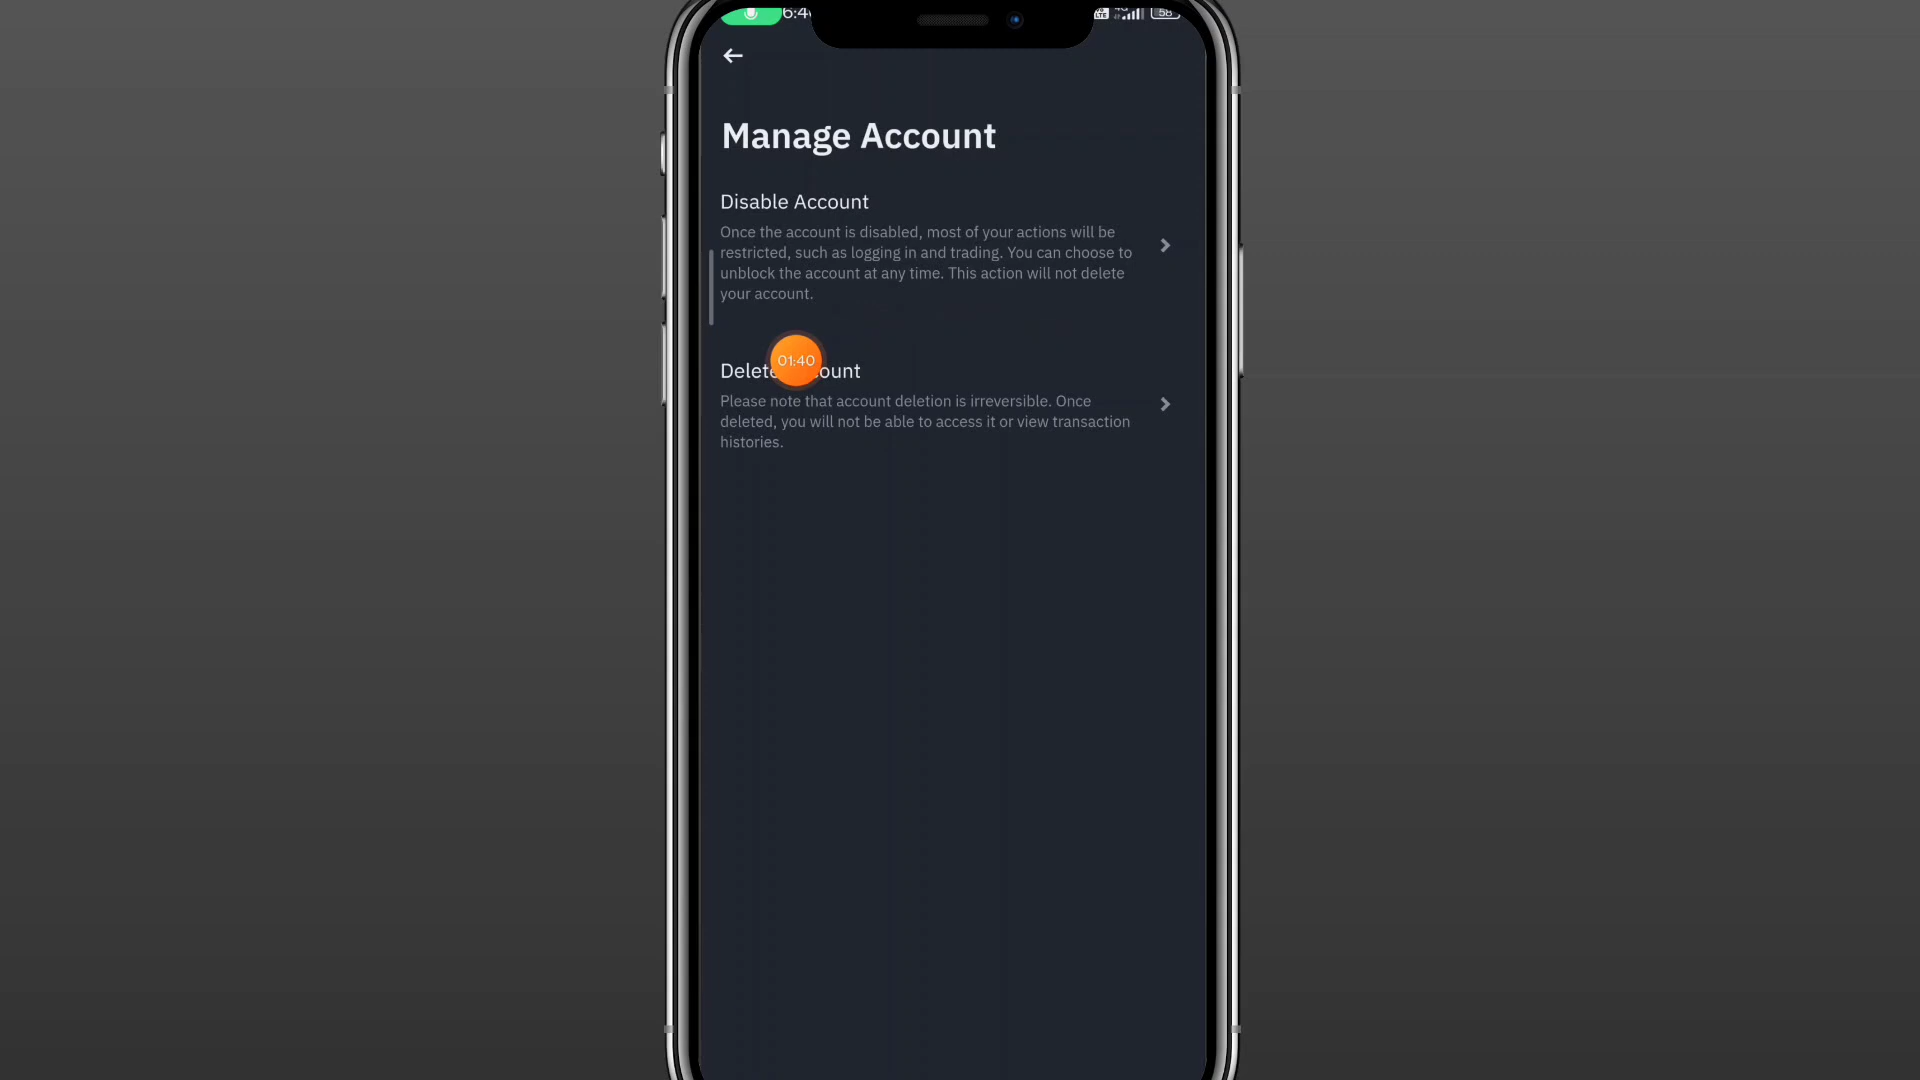 Manage Account
Disable Account
Once the account is disabled, most of your actions will be
restricted, such as logging in and trading. You can choose to
unblock the account at any time. This action will not delete
your account.
01:40
Please note that account deletion is irreversible. Once
deleted, you will not be able to access it or view transaction
histories.